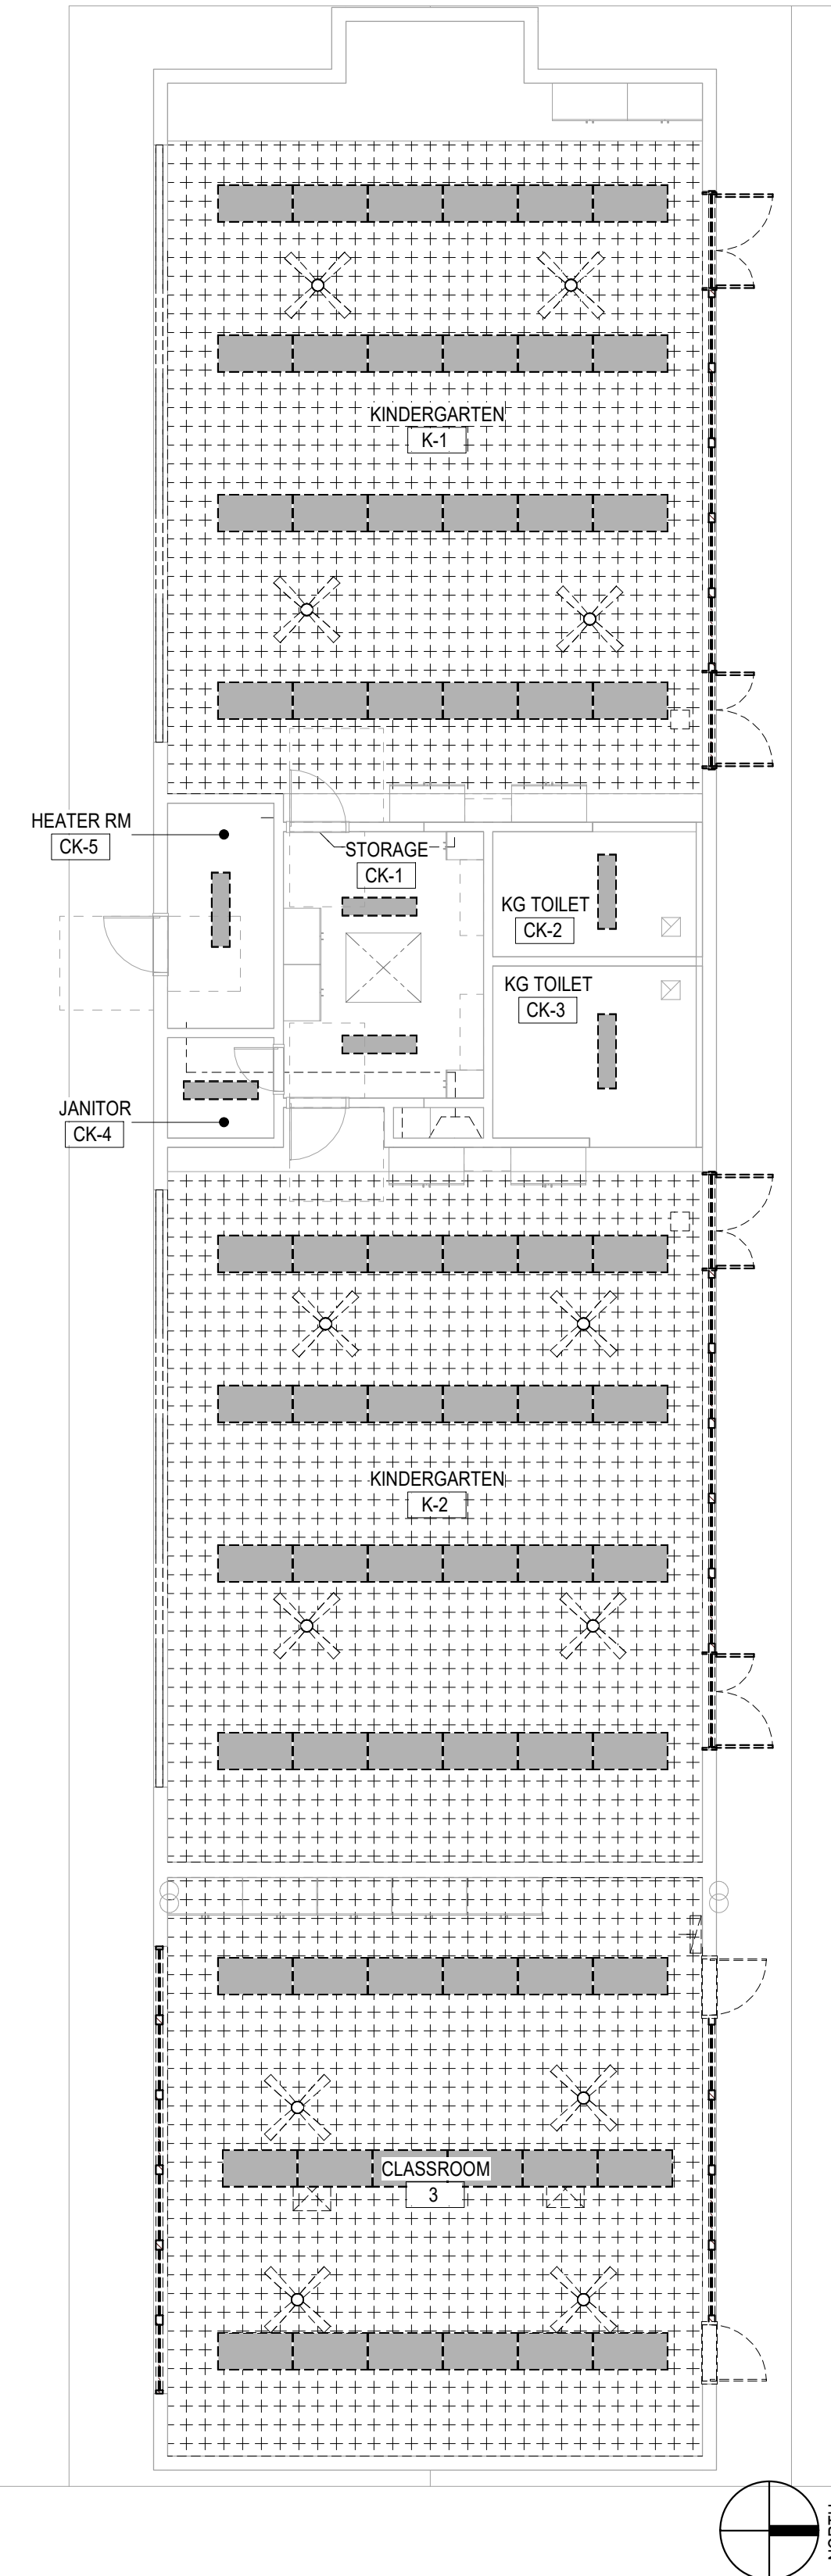 KINDERGARTEN
K-1
HEATER RM
CK-5
STORAGE
CK-1
KG TOILET
CK-2
KG TOILET
CK-3
JANITOR
CK-4
KINDERGARTEN
K-2
CLASSROOM
3
NORTH